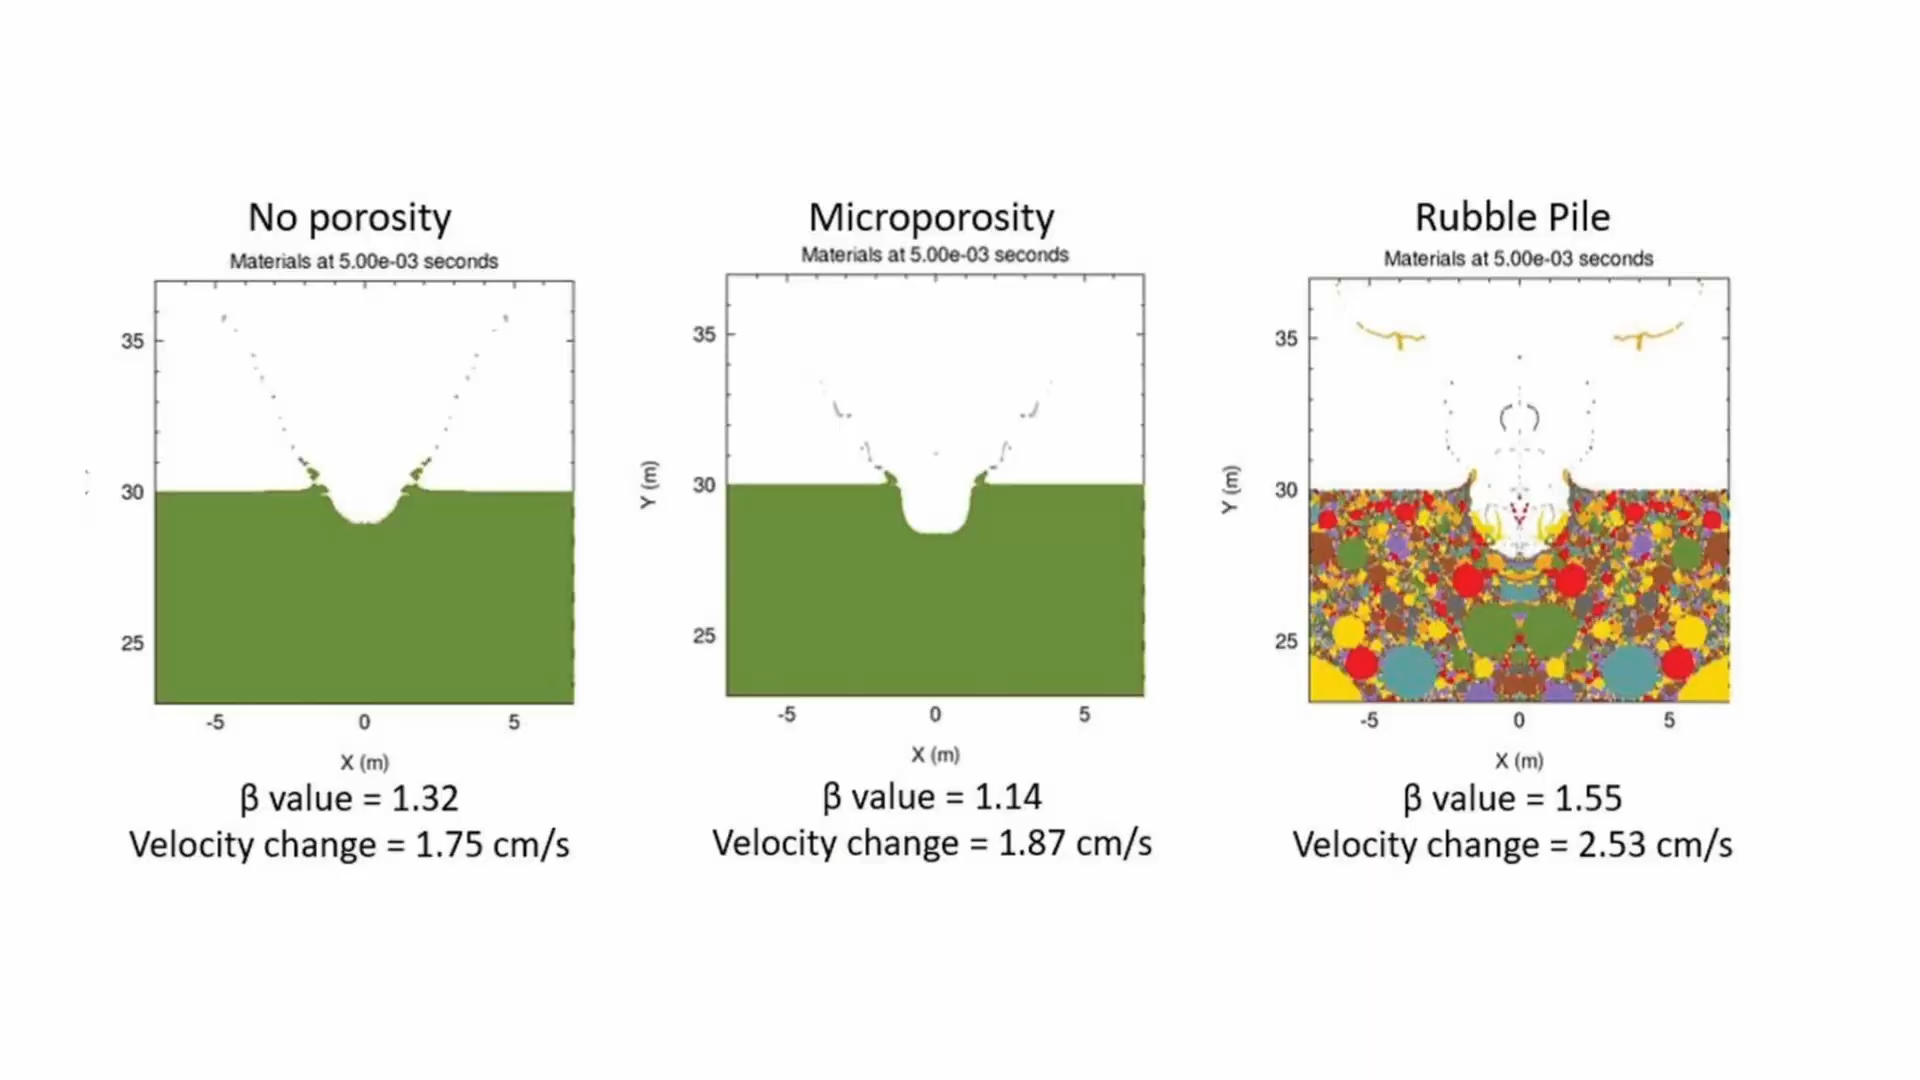 No porosity
Materials at 5.00e-03 seconds
35
30
25
-5 0 5
X (m)
β value = 1.32
Velocity change = 1.75 cm/s
Microporosity
Materials at 5.00e-03 seconds
Y (m)
35
30
25
-5 0 5
X (m)
β value = 1.14
Velocity change = 1.87 cm/s
Rubble Pile
Materials at 5.00e-03 seconds
Y (m)
35
30
25
-5 0 5
X (m)
β value = 1.55
Velocity change = 2.53 cm/s